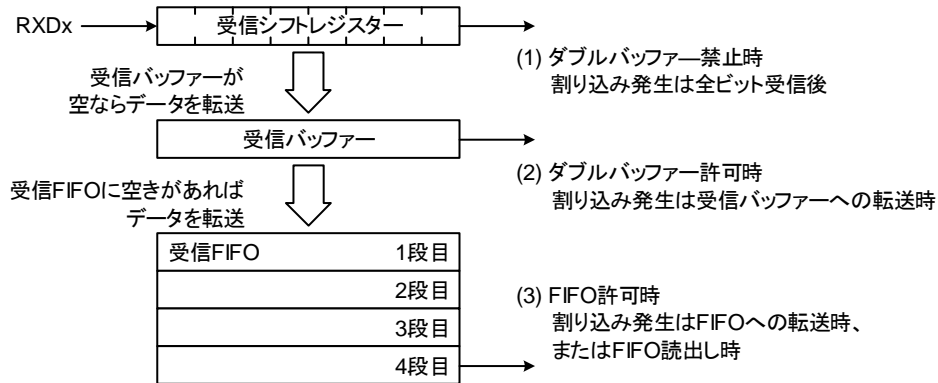 RXDx
受信シフトレジスター
(1) ダブルバッファ―禁止時
割り込み発生は全ビット受信後
受信バッファーが
空ならデータを転送
受信バッファー
(2) ダブルバッファー許可時
割り込み発生は受信バッファーへの転送時
受信FIFOに空きがあれば
データを転送
受信FIFO 1段目
2段目
3段目
4段目
(3) FIFO許可時
割り込み発生はFIFOへの転送時、
またはFIFO読出し時